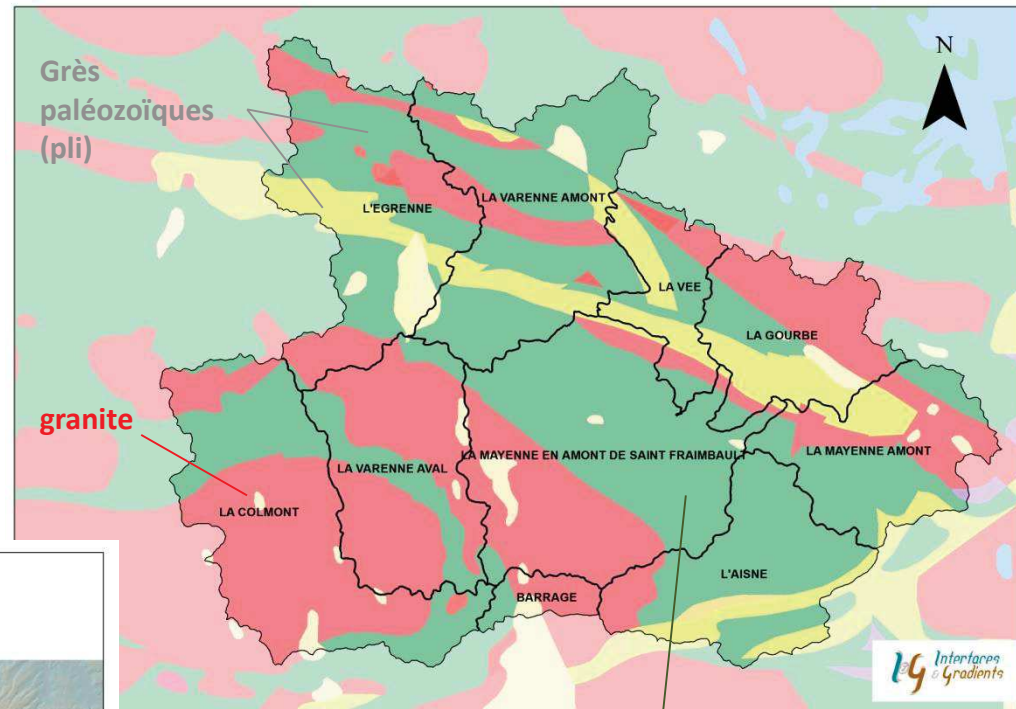 Grès
paléozoïques
(pli)
N
LA VARENNE AMONT
L'EGRENNE
LA VEE
LA GOURBE
granite
LA MAYENNE EN AMONT DE SAINT FRAIMBAULT
LA MAYENNE AMONT
LA VARENNE AVAL
LA COLMONT
L'AISNE
BARRAGE
I&G Interfaces
& Gradients